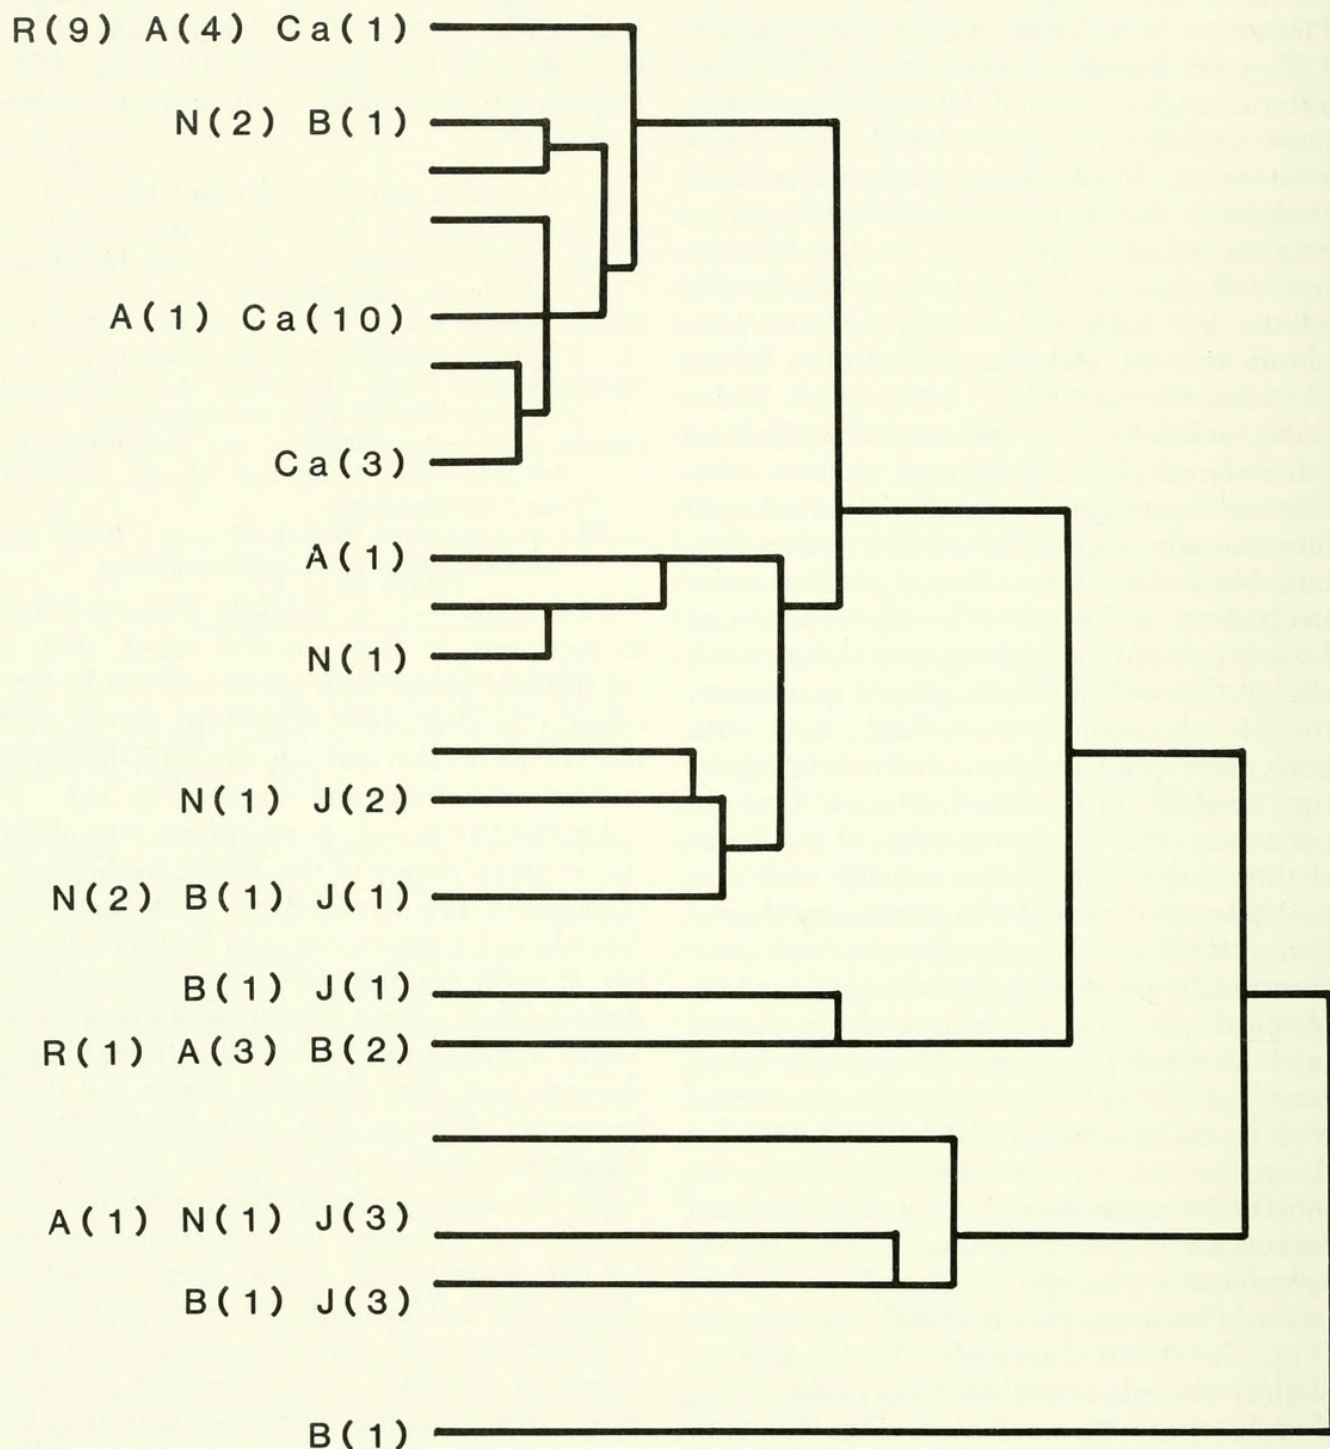 R(9) A(4) Ca(1)
N(2) B(1)
A(1) Ca(10)
Ca(3)
A(1)
N(1)
N(1) J(2)
N(2) B(1) J(1)
B(1) J(1)
R(1) A(3) B(2)
A(1) N(1) J(3)
B(1) J(3)
B(1)